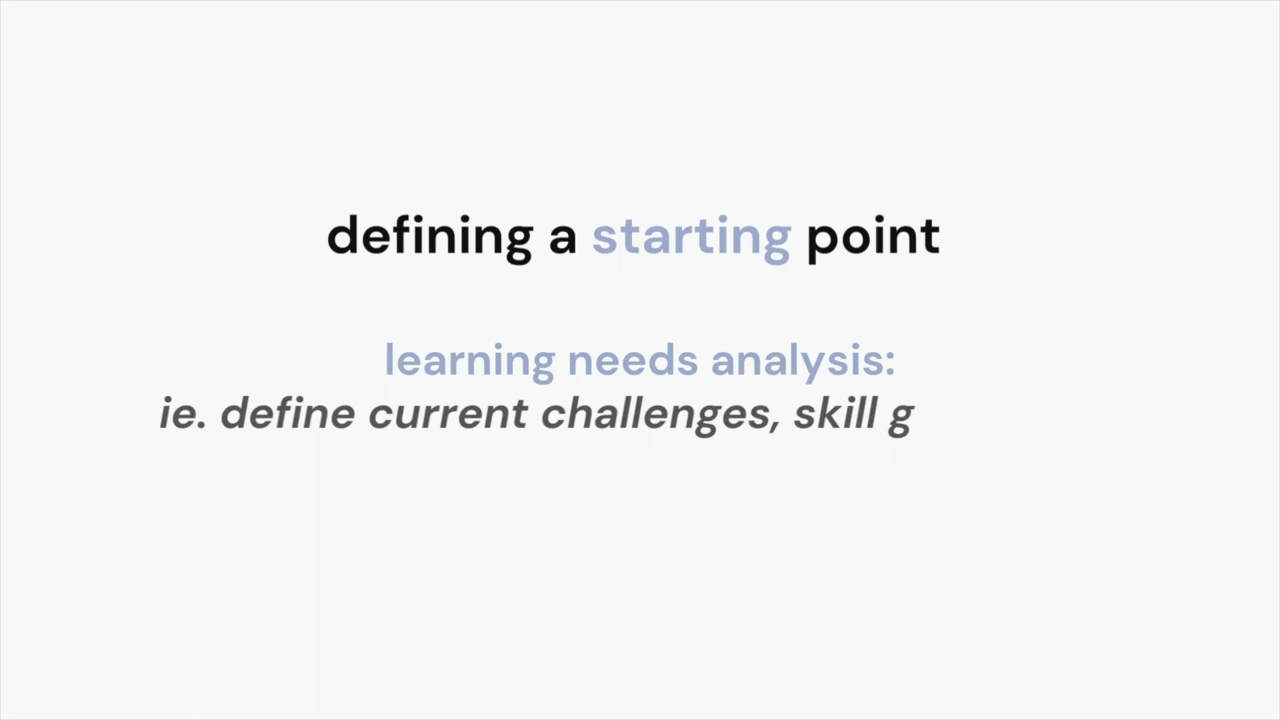 defining a starting point
learning needs analysis:
ie. define current challenges, skill g